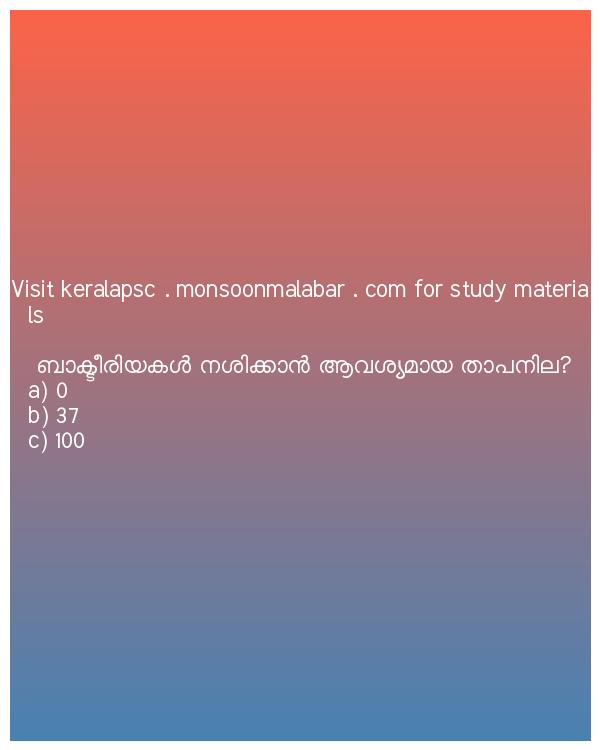 Visit keralapsc . monsoonmalabar . com for study materia
ls
ബാക്ടീരിയകൾ നശിക്കാൻ ആവശ്യമായ താപനില?
a) 0
b) 37
c) 100